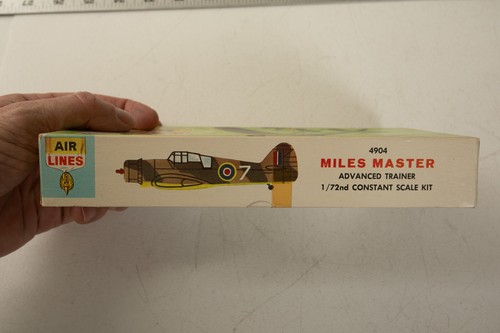 AIR
LINES
7
4904
MILES MASTER
ADVANCED TRAINER
1/72nd CONSTANT SCALE KIT